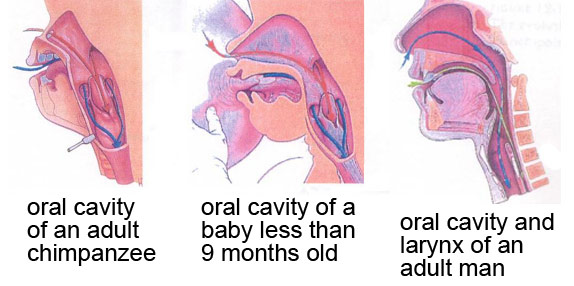 oral cavity
of an adult
chimpanzee
oral cavity of a
baby less than
9 months old
oral cavity and
larynx of an
adult man